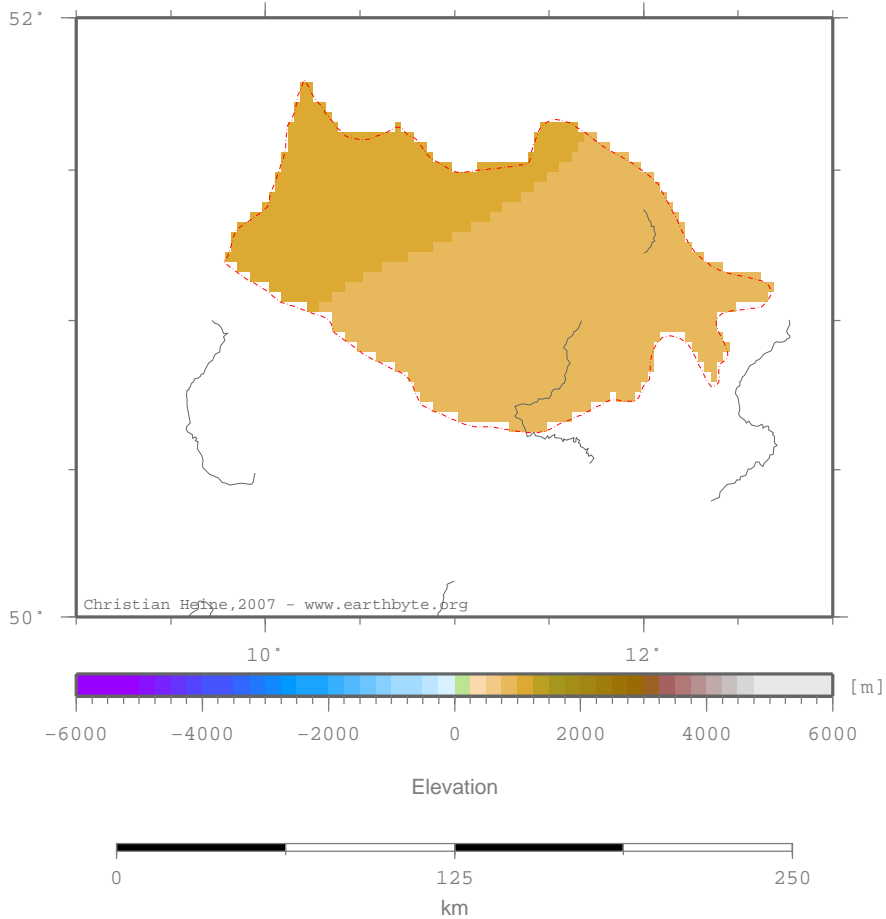 52°
Christian Heine,2007 - www.earthbyte.org
50°
10° 12°
[m]
-6000 -4000 -2000 0 2000 4000 6000
Elevation
0 125 250
km